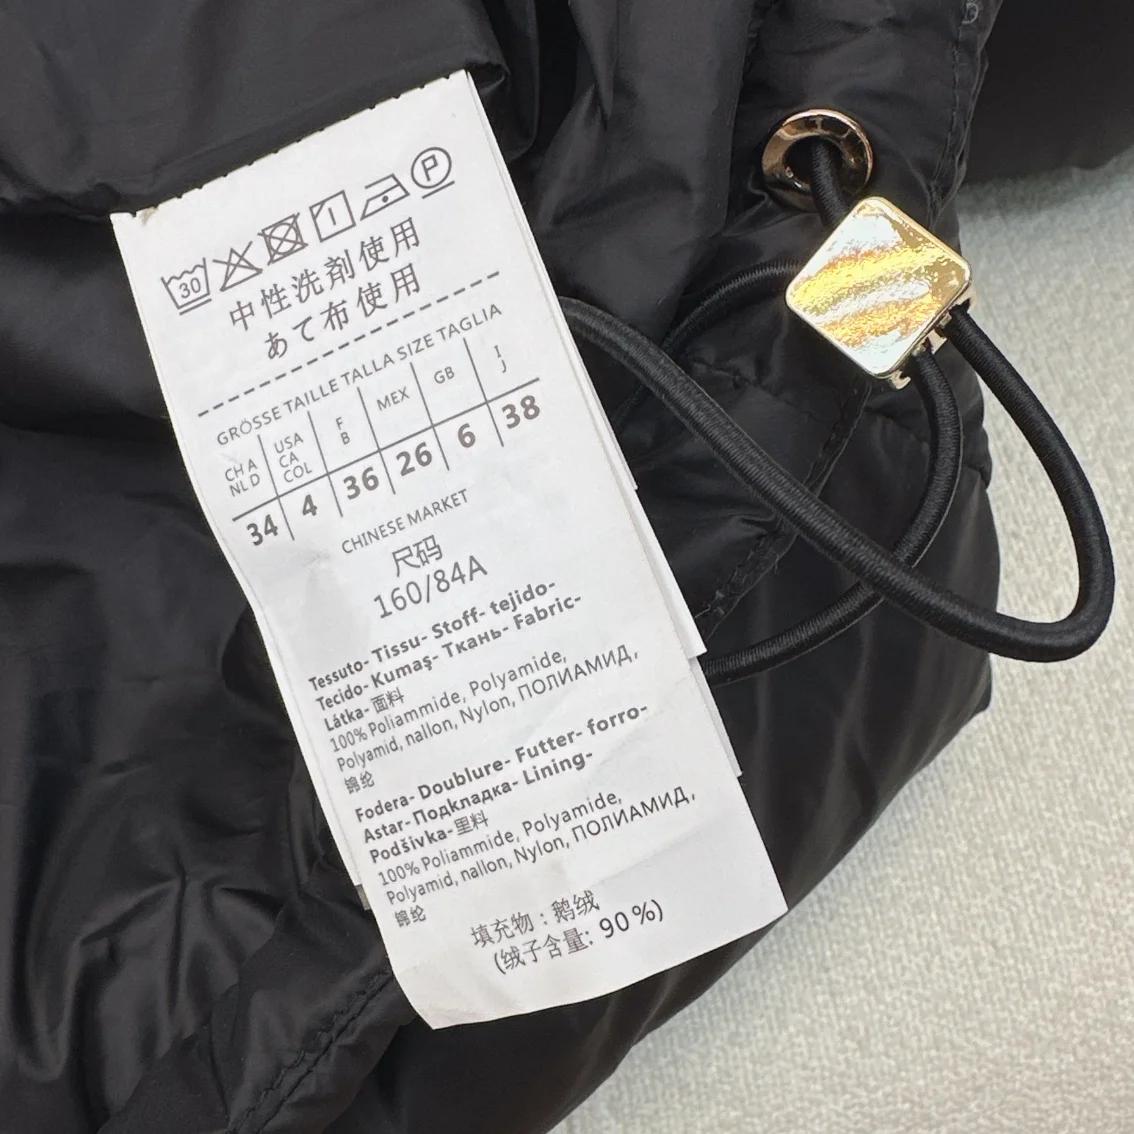 30 P
中性洗剤使用
あて布使用
GRÖSSE TAILLE TALLA SIZE TAGLIA
CH A
NL D
USA
CA
COL
F
B
MEX
GB
I
J
34 4 36 26 6 38
CHINESE MARKET
尺码
160/84A
Tessuto- Tissu- Stoff- tejido-
Tecido- Kumaş- Ткань- Fabric-
Látka- 面料
100% Poliammide, Polyamide,
Polyamid, nallon, Nylon, ПОЛИАМИД,
锦纶
Fodera- Doublure- Futter- forro-
Astar- Подкладка- Lining-
Podšivka- 里料
100% Poliammide, Polyamide,
Polyamid, nallon, Nylon, ПОЛИАМИД,
锦纶
填充物：鹅绒
(绒子含量: 90%)